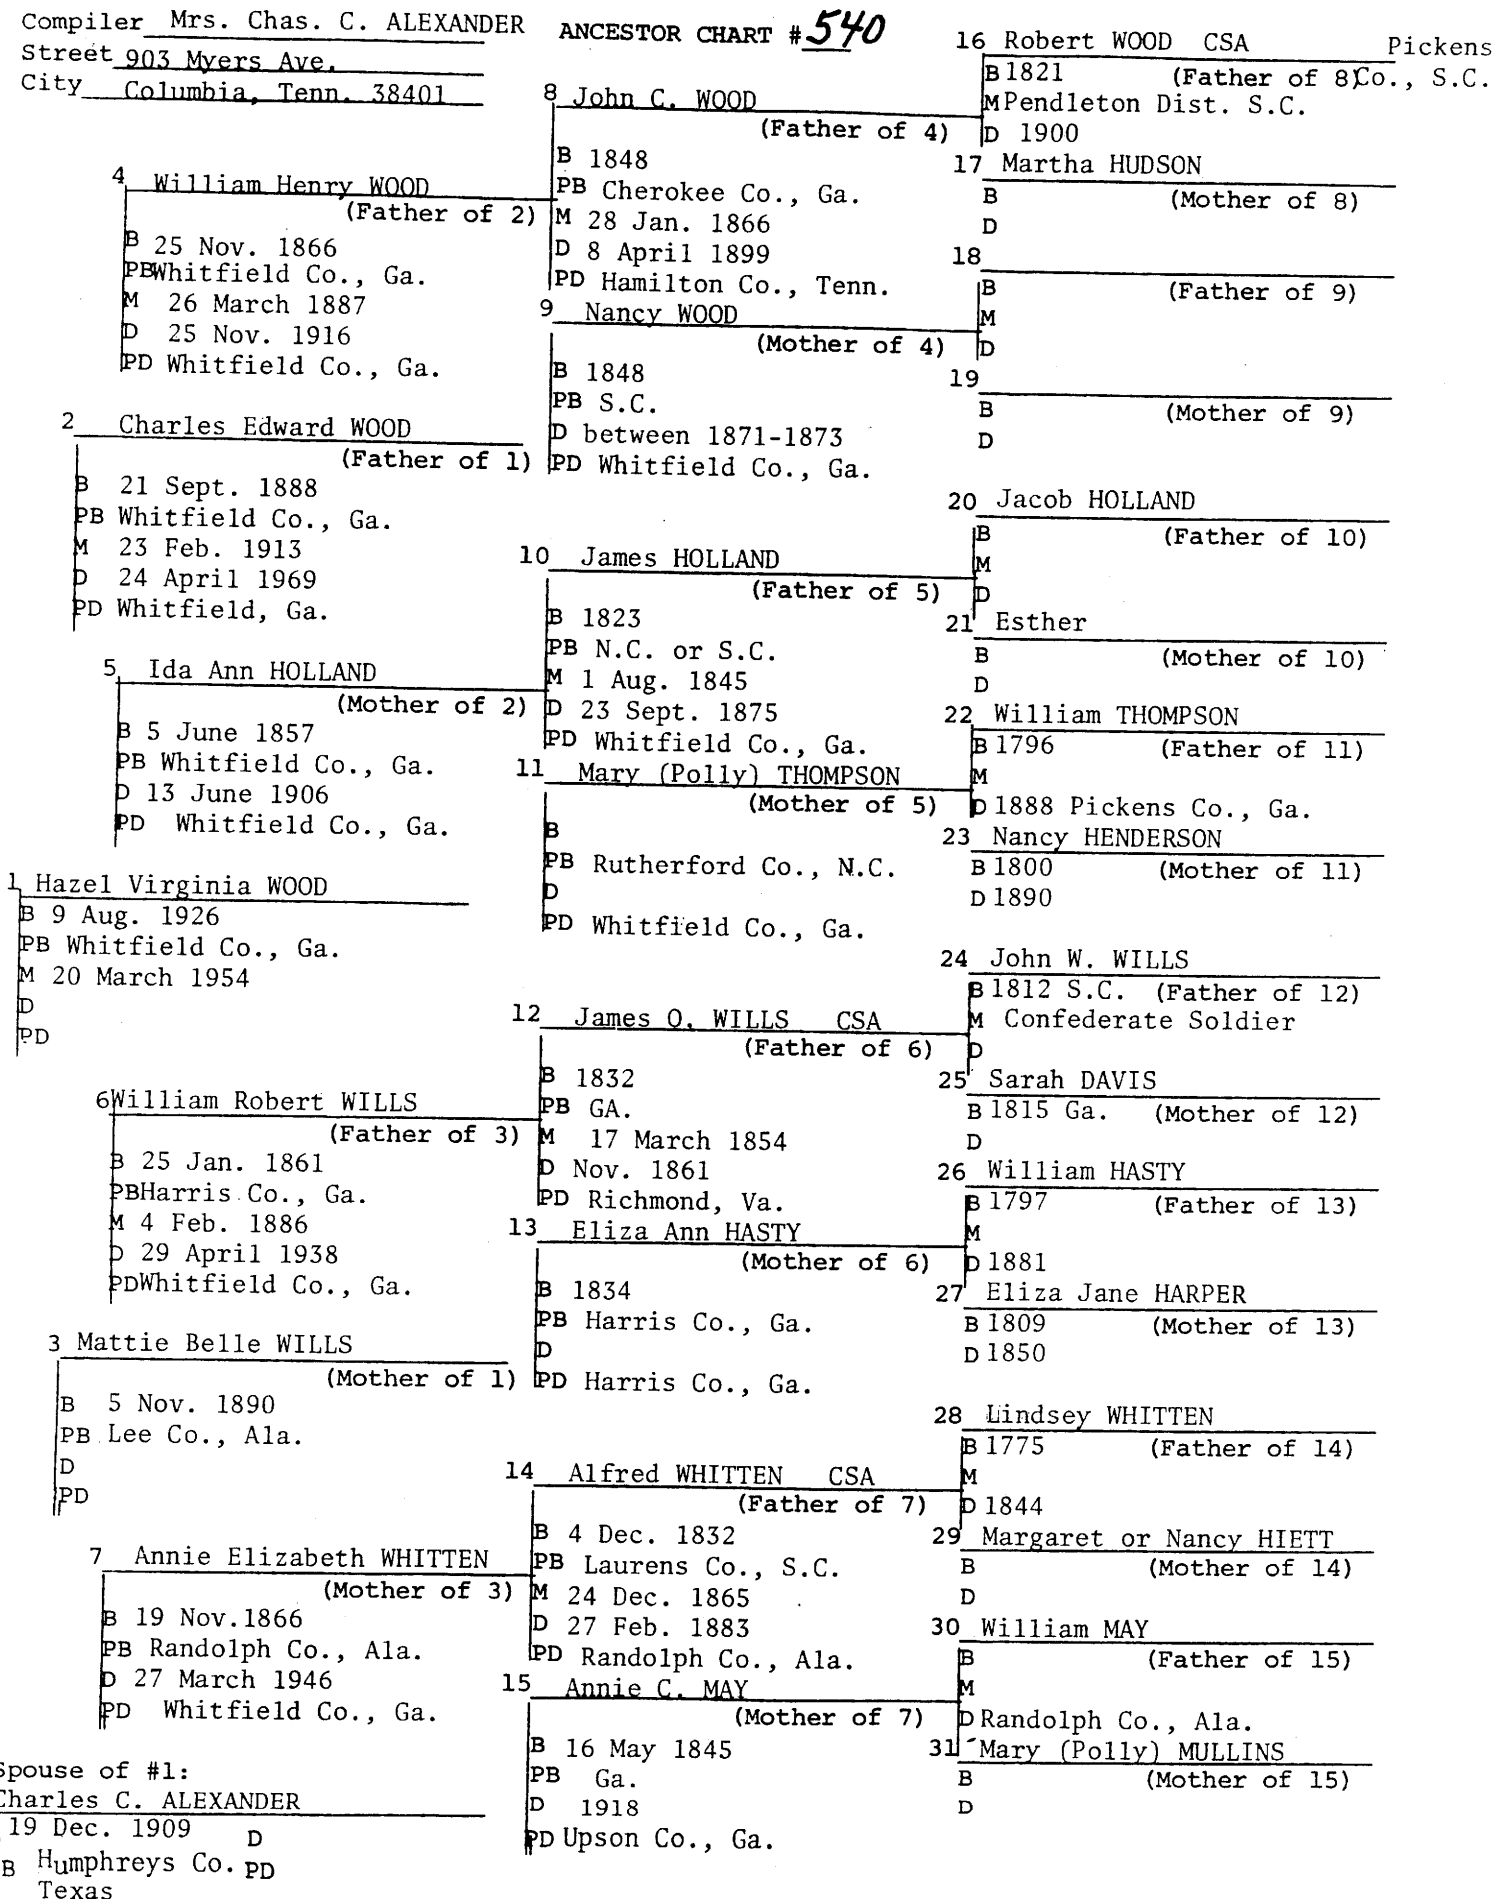 Compiler Mrs. Chas. C. ALEXANDER
Street 903 Myers Ave.
City Columbia, Tenn. 38401
ANCESTOR CHART #540
1 Hazel Virginia WOOD
B 9 Aug. 1926
PB Whitfield Co., Ga.
M 20 March 1954
D
PD
2 Charles Edward WOOD
(Father of 1)
B 21 Sept. 1888
PB Whitfield Co., Ga.
M 23 Feb. 1913
D 24 April 1969
PD Whitfield, Ga.
3 Mattie Belle WILLS
(Mother of 1)
B 5 Nov. 1890
PB Lee Co., Ala.
D
PD
4 William Henry WOOD
(Father of 2)
B 25 Nov. 1866
PB Whitfield Co., Ga.
M 26 March 1887
D 25 Nov. 1916
PD Whitfield Co., Ga.
5 Ida Ann HOLLAND
(Mother of 2)
B 5 June 1857
PB Whitfield Co., Ga.
D 13 June 1906
PD Whitfield Co., Ga.
6 William Robert WILLS
(Father of 3)
B 25 Jan. 1861
PB Harris Co., Ga.
M 4 Feb. 1886
D 29 April 1938
PD Whitfield Co., Ga.
7 Annie Elizabeth WHITTEN
(Mother of 3)
B 19 Nov.1866
PB Randolph Co., Ala.
D 27 March 1946
PD Whitfield Co., Ga.
8 John C. WOOD
(Father of 4)
B 1848
PB Cherokee Co., Ga.
M 28 Jan. 1866
D 8 April 1899
PD Hamilton Co., Tenn.
9 Nancy WOOD
(Mother of 4)
B 1848
PB S.C.
D between 1871-1873
PD Whitfield Co., Ga.
10 James HOLLAND
(Father of 5)
B 1823
PB N.C. or S.C.
M 1 Aug. 1845
D 23 Sept. 1875
PD Whitfield Co., Ga.
11 Mary (Polly) THOMPSON
(Mother of 5)
B
PB Rutherford Co., N.C.
D
PD Whitfield Co., Ga.
12 James O. WILLS CSA
(Father of 6)
B 1832
PB GA.
M 17 March 1854
D Nov. 1861
PD Richmond, Va.
13 Eliza Ann HASTY
(Mother of 6)
B 1834
PB Harris Co., Ga.
D
PD Harris Co., Ga.
14 Alfred WHITTEN CSA
(Father of 7)
B 4 Dec. 1832
PB Laurens Co., S.C.
M 24 Dec. 1865
D 27 Feb. 1883
PD Randolph Co., Ala.
15 Annie C. MAY
(Mother of 7)
B 16 May 1845
PB Ga.
D 1918
PD Upson Co., Ga.
16 Robert WOOD CSA Pickens
B 1821 (Father of 8) Co., S.C.
M Pendleton Dist. S.C.
D 1900
17 Martha HUDSON
B (Mother of 8)
D
18
B (Father of 9)
M
D
19
B (Mother of 9)
D
20 Jacob HOLLAND
B (Father of 10)
M
D
21 Esther
B (Mother of 10)
D
22 William THOMPSON
B 1796 (Father of 11)
M
D 1888 Pickens Co., Ga.
23 Nancy HENDERSON
B 1800 (Mother of 11)
D 1890
24 John W. WILLS
B 1812 S.C. (Father of 12)
M Confederate Soldier
D
25 Sarah DAVIS
B 1815 Ga. (Mother of 12)
D
26 William HASTY
B 1797 (Father of 13)
M
D 1881
27 Eliza Jane HARPER
B 1809 (Mother of 13)
D 1850
28 Lindsey WHITTEN
B 1775 (Father of 14)
M
D 1844
29 Margaret or Nancy HIETT
B (Mother of 14)
D
30 William MAY
B (Father of 15)
M
D Randolph Co., Ala.
31 Mary (Polly) MULLINS
B (Mother of 15)
D
Spouse of #1:
Charles C. ALEXANDER
19 Dec. 1909 D
B Humphreys Co. PD
Texas